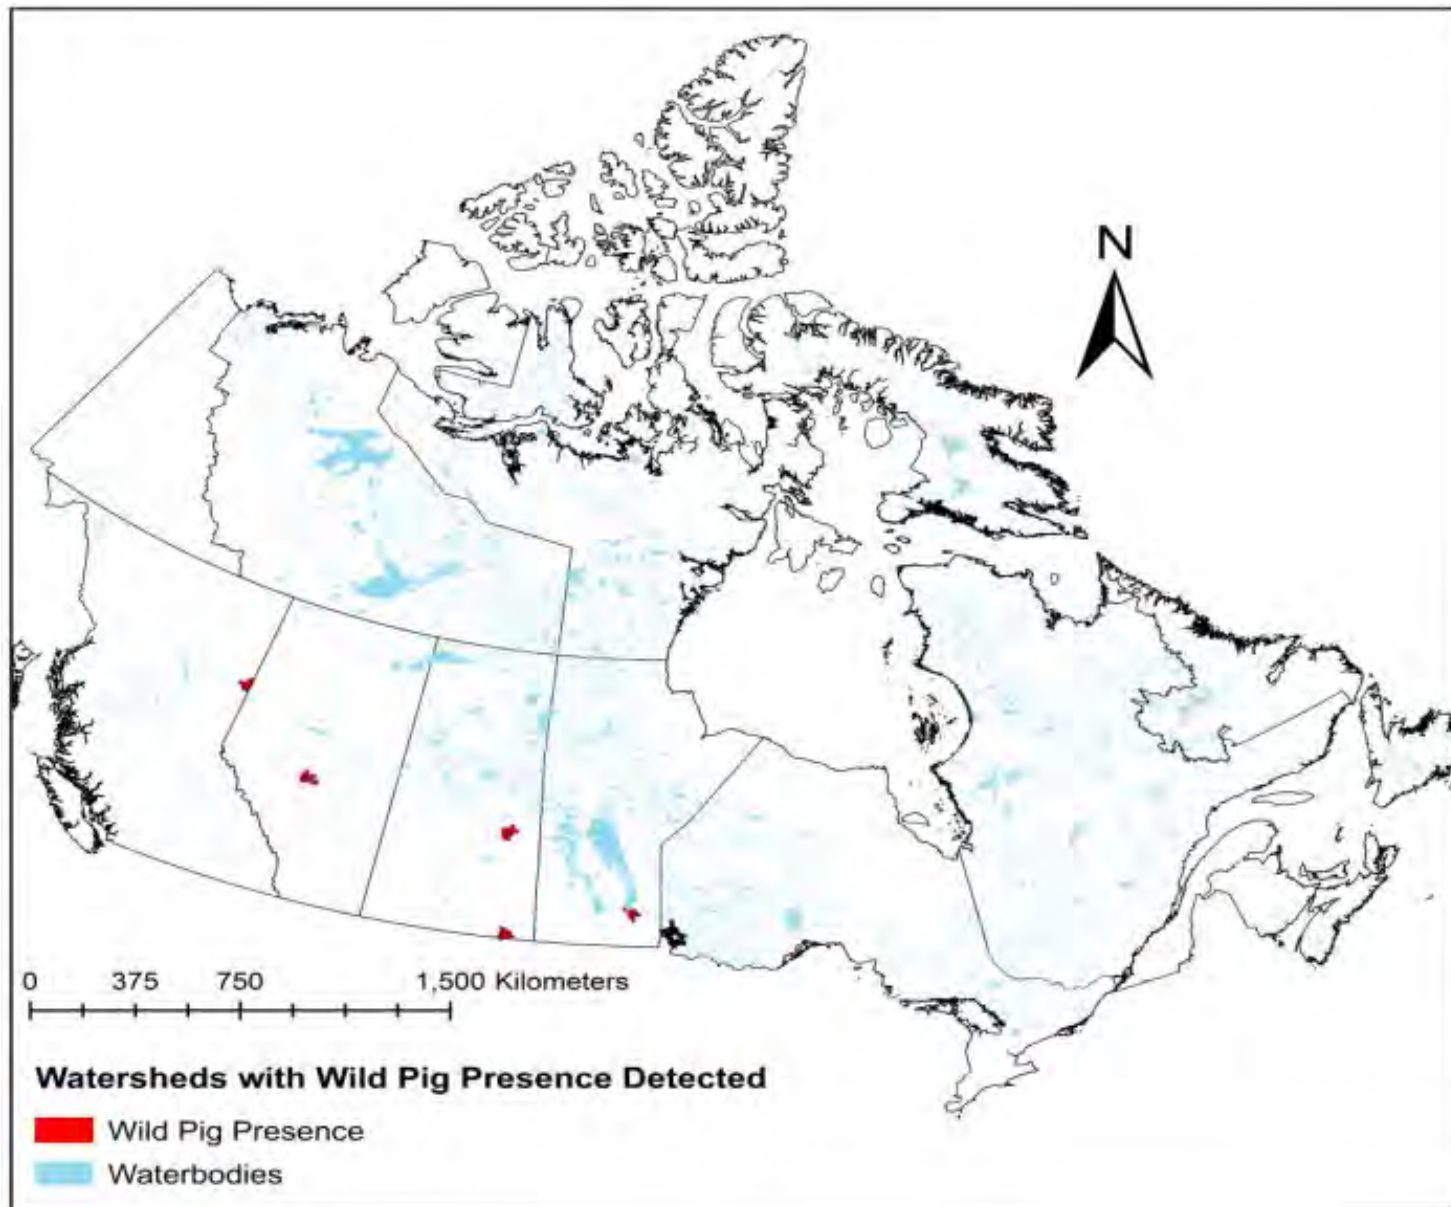 N
0 375 750 1,500 Kilometers
Watersheds with Wild Pig Presence Detected
Wild Pig Presence
Waterbodies